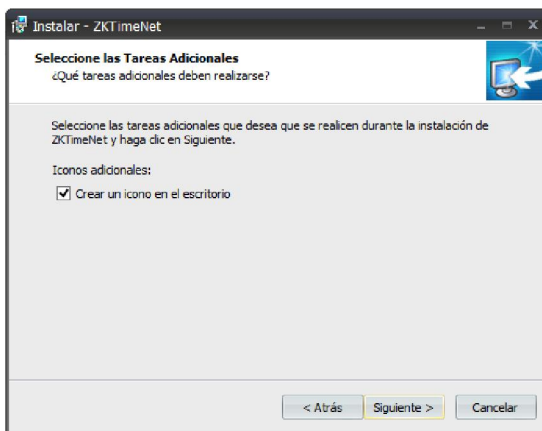 Instalar - ZKTimeNet
Seleccione las Tareas Adicionales
¿Qué tareas adicionales deben realizarse?
Seleccione las tareas adicionales que desea que se realicen durante la instalación de
ZKTimeNet y haga clic en Siguiente.
Iconos adicionales:
Crear un icono en el escritorio
< Atrás Siguiente > Cancelar